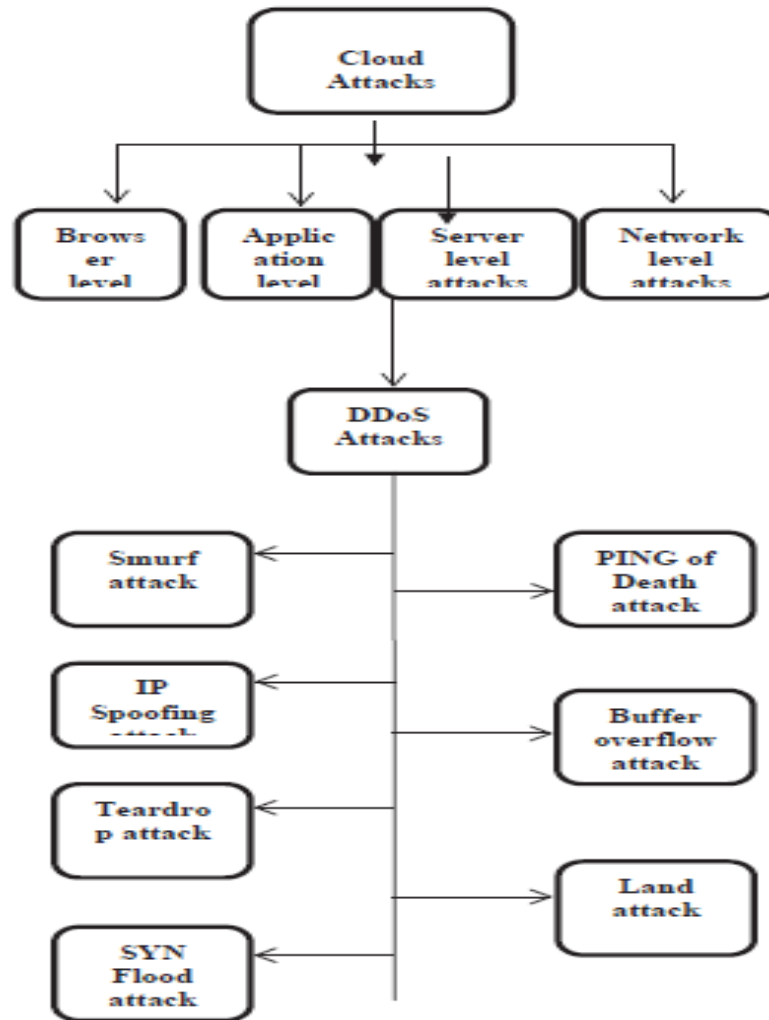 Cloud
Attacks
Brows
er
level
Applic
ation
level
Server
level
attacks
Network
level
attacks
DDoS
Attacks
Smurf
attack
PING of
Death
attack
IP
Spoofing
attack
Buffer
overflow
attack
Teardro
p attack
Land
attack
SYN
Flood
attack